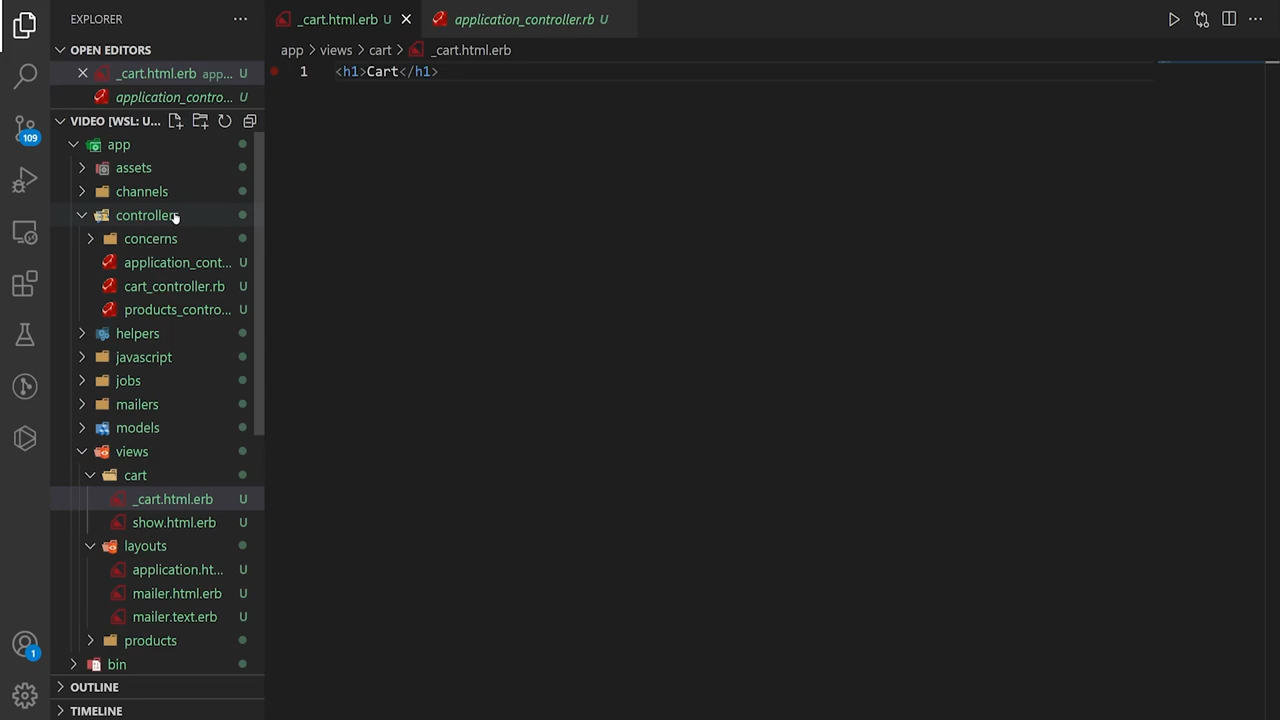 EXPLORER
OPEN EDITORS
_cart.html.erb app... U
application_contro... U
VIDEO [WSL: U...
109
app
assets
channels
controllers
concerns
application_cont... U
cart_controller.rb U
products_contro... U
helpers
javascript
jobs
mailers
models
views
cart
_cart.html.erb U
show.html.erb U
layouts
application.ht... U
mailer.html.erb U
mailer.text.erb U
products
bin
1
OUTLINE
TIMELINE
_cart.html.erb U
application_controller.rb U
app > views > cart > _cart.html.erb
1 <h1>Cart</h1>